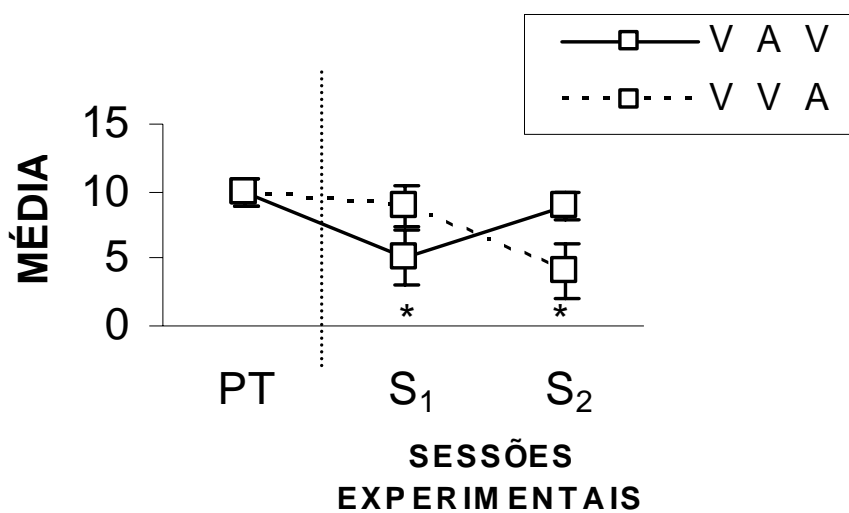 V A V
V V A
MÉDIA
15
10
5
0
*
*
PT
S₁
S₂
SESSÕES
EXPERIMENTAIS